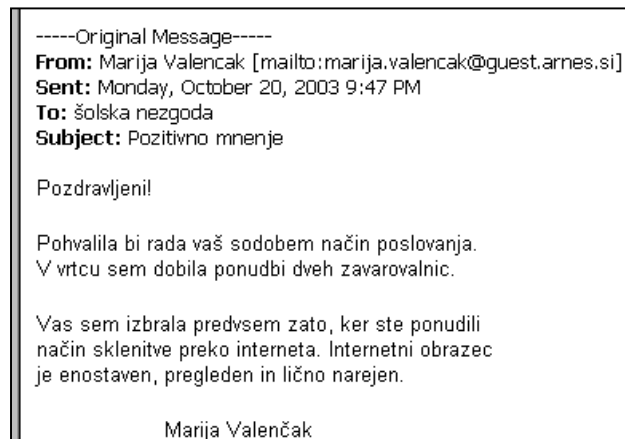 -----Original Message-----
From: Marija Valencak [mailto:marija.valencak@guest.arnes.si]
Sent: Monday, October 20, 2003 9:47 PM
To: šolska nezgoda
Subject: Pozitivno mnenje
Pozdravljeni!
Pohvalila bi rada vaš sodobem način poslovanja.
V vrtcu sem dobila ponudbi dveh zavarovalnic.
Vas sem izbrala predvsem zato, ker ste ponudili
način sklenitve preko interneta. Internetni obrazec
je enostaven, pregleden in lično narejen.
Marija Valenčak